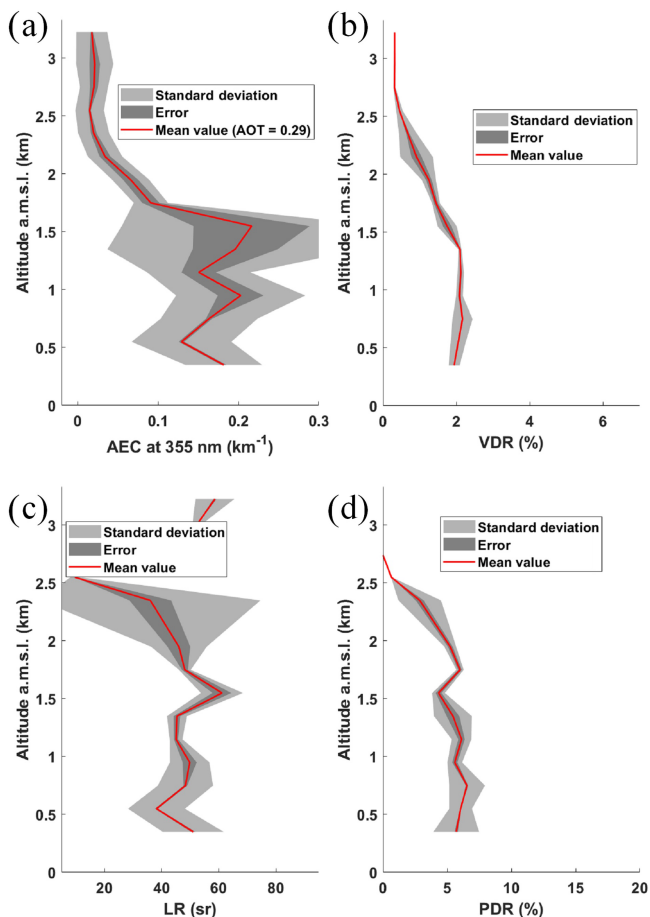 (a)
Altitude a.m.s.l. (km)
3
2.5
2
1.5
1
0.5
0
Standard deviation
Error
Mean value (AOT = 0.29)
0
0.1
0.2
0.3
AEC at 355 nm (km⁻¹)
(b)
Altitude a.m.s.l. (km)
3
2.5
2
1.5
1
0.5
0
Standard deviation
Error
Mean value
0
2
4
6
VDR (%)
(c)
Altitude a.m.s.l. (km)
3
2.5
2
1.5
1
0.5
0
Standard deviation
Error
Mean value
20
40
60
80
LR (sr)
(d)
Altitude a.m.s.l. (km)
3
2.5
2
1.5
1
0.5
0
Standard deviation
Error
Mean value
0
5
10
15
20
PDR (%)